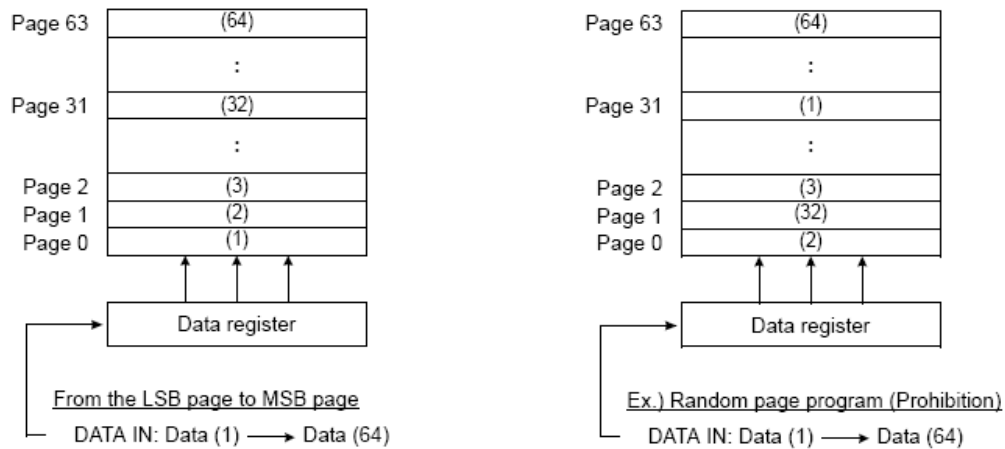 Page 63 (64)
:
Page 31 (32)
:
Page 2 (3)
Page 1 (2)
Page 0 (1)
Data register
From the LSB page to MSB page
DATA IN: Data (1) → Data (64)
Page 63 (64)
:
Page 31 (1)
:
Page 2 (3)
Page 1 (32)
Page 0 (2)
Data register
Ex.) Random page program (Prohibition)
DATA IN: Data (1) → Data (64)